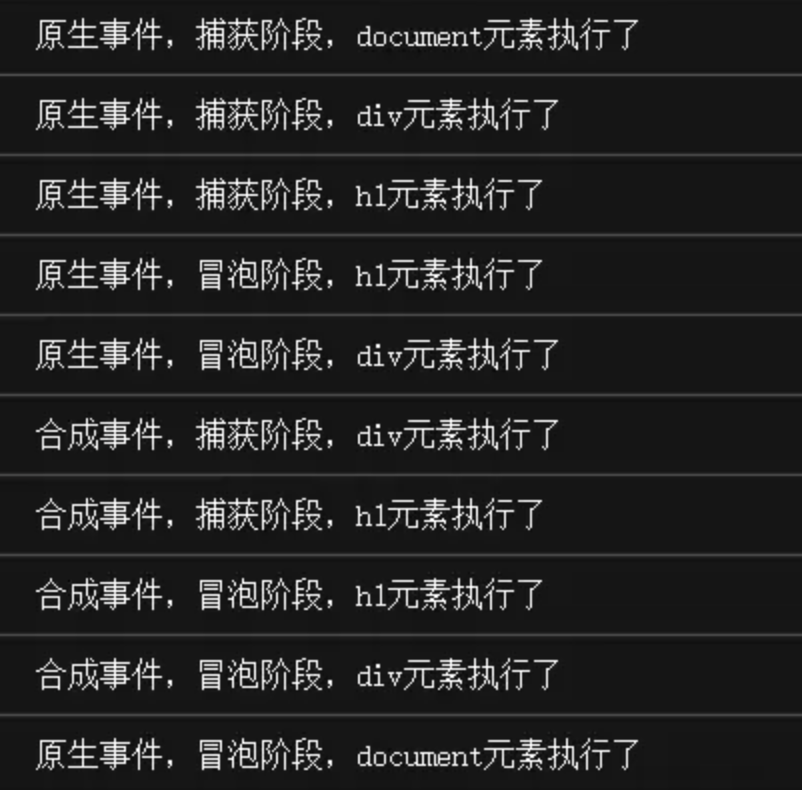 原生事件，捕获阶段，document元素执行了
原生事件，捕获阶段，div元素执行了
原生事件，捕获阶段，h1元素执行了
原生事件，冒泡阶段，h1元素执行了
原生事件，冒泡阶段，div元素执行了
合成事件，捕获阶段，div元素执行了
合成事件，捕获阶段，h1元素执行了
合成事件，冒泡阶段，h1元素执行了
合成事件，冒泡阶段，div元素执行了
原生事件，冒泡阶段，document元素执行了